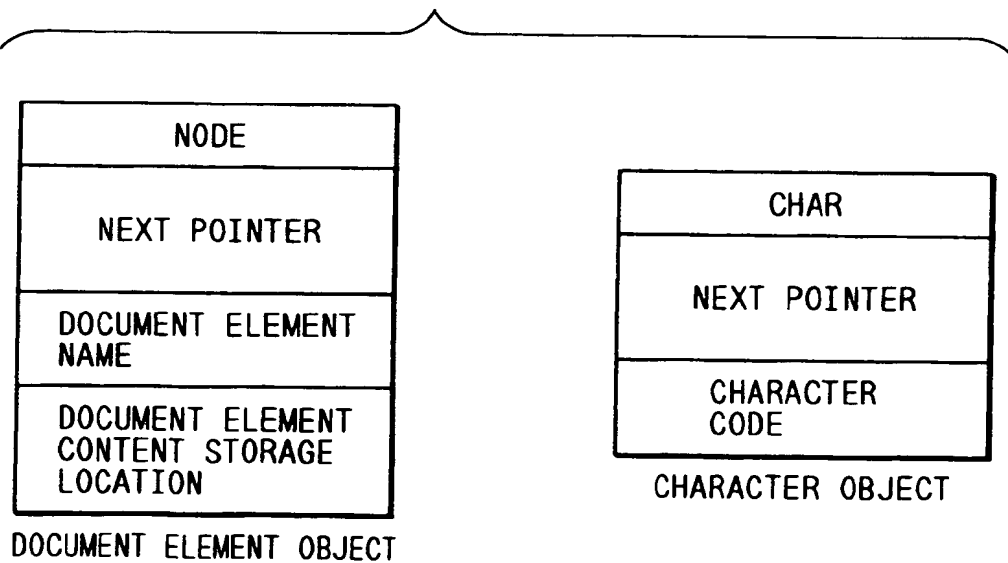 NODE
NEXT POINTER
DOCUMENT ELEMENT
NAME
DOCUMENT ELEMENT
CONTENT STORAGE
LOCATION
DOCUMENT ELEMENT OBJECT
CHAR
NEXT POINTER
CHARACTER
CODE
CHARACTER OBJECT